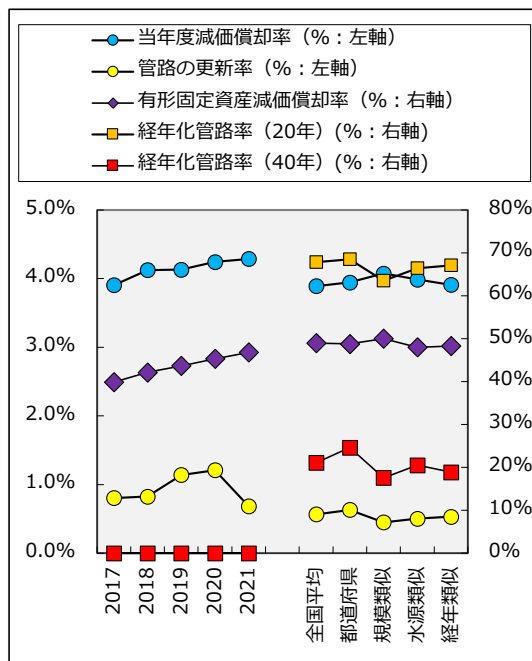 当年度減価償却率（%：左軸）
管路の更新率（%：左軸）
有形固定資産減価償却率（%：右軸）
経年化管路率（20年）(%：右軸)
経年化管路率（40年）(%：右軸)
5.0%
4.0%
3.0%
2.0%
1.0%
0.0%
80%
70%
60%
50%
40%
30%
20%
10%
0%
2017
2018
2019
2020
2021
全国平均
都道府県
規模類似
水源類似
経年類似